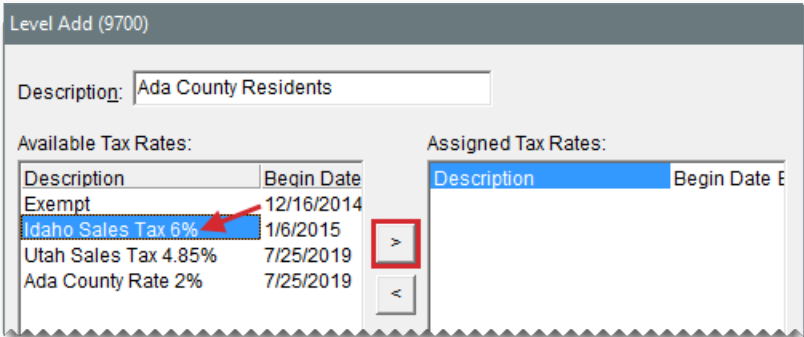 Level Add (9700)
Description: Ada County Residents
Available Tax Rates:
Description Begin Date
Exempt 12/16/2014
Idaho Sales Tax 6% 1/6/2015
Utah Sales Tax 4.85% 7/25/2019
Ada County Rate 2% 7/25/2019
>
<
Assigned Tax Rates:
Description Begin Date E